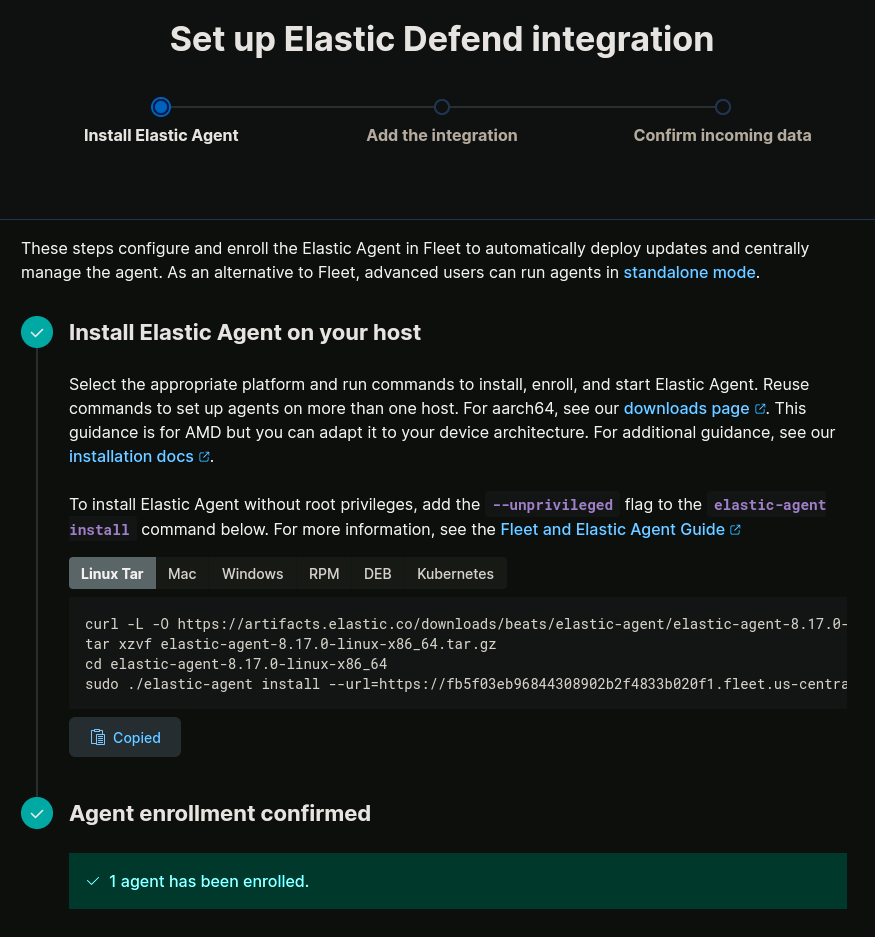 Set up Elastic Defend integration
Install Elastic Agent
Add the integration
Confirm incoming data
These steps configure and enroll the Elastic Agent in Fleet to automatically deploy updates and centrally
manage the agent. As an alternative to Fleet, advanced users can run agents in standalone mode.
Install Elastic Agent on your host
Select the appropriate platform and run commands to install, enroll, and start Elastic Agent. Reuse
commands to set up agents on more than one host. For aarch64, see our downloads page. This
guidance is for AMD but you can adapt it to your device architecture. For additional guidance, see our
installation docs.
To install Elastic Agent without root privileges, add the --unprivileged flag to the elastic-agent
install command below. For more information, see the Fleet and Elastic Agent Guide
Linux Tar Mac Windows RPM DEB Kubernetes
curl -L -O https://artifacts.elastic.co/downloads/beats/elastic-agent/elastic-agent-8.17.0-
tar xzvf elastic-agent-8.17.0-linux-x86_64.tar.gz
cd elastic-agent-8.17.0-linux-x86_64
sudo ./elastic-agent install --url=https://fb5f03eb96844308902b2f4833b020f1.fleet.us-centra
Copied
Agent enrollment confirmed
1 agent has been enrolled.